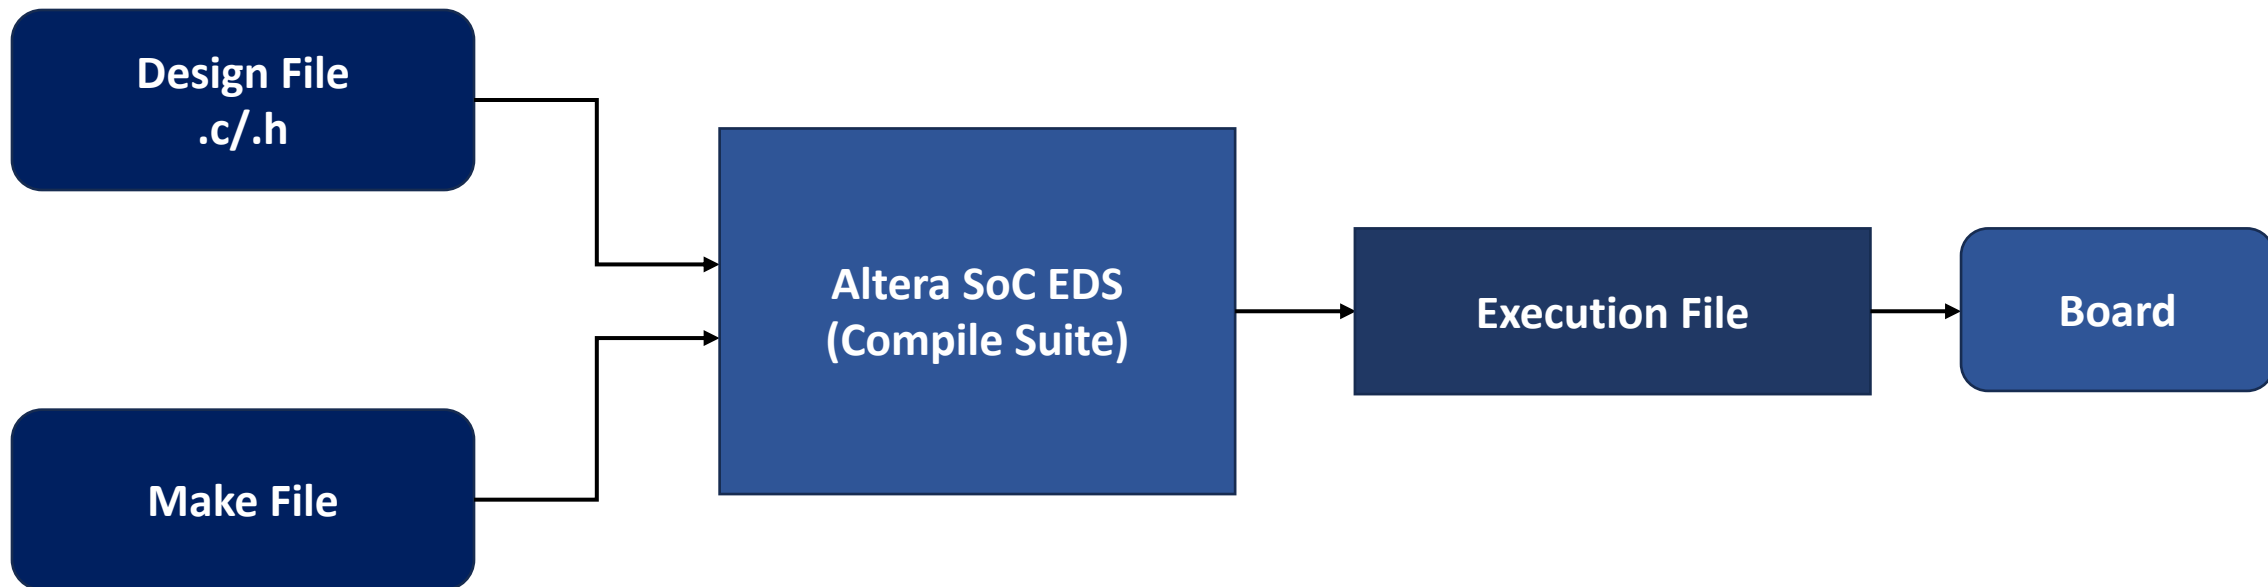 Design File
.c/.h
Make File
Altera SoC EDS
(Compile Suite)
Execution File
Board